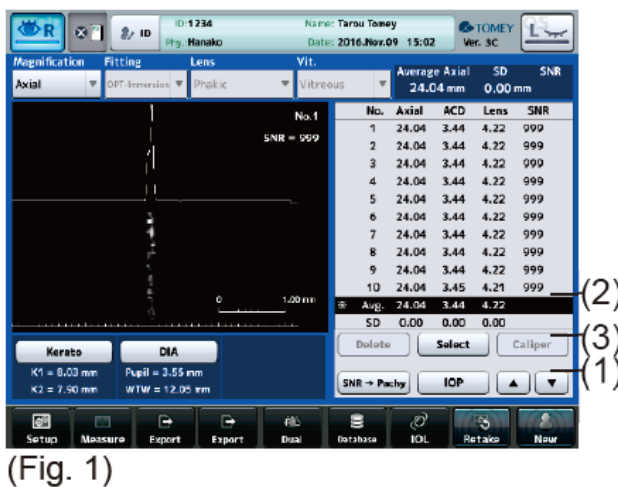 R ID ID:1234 Name: Tarou Tomey TOMEY L
Phy.:Hanako Date: 2016.Nov.09 15:02 Ver. 3C
Magnification Fitting Lens Vit. Average Axial SD SNR
Axial OPT-Immersion Phakic Vitreous 24.04 mm 0.00 mm
No.1
SNR = 999
0 1.00 mm
No. Axial ACD Lens SNR
1 24.04 3.44 4.22 999
2 24.04 3.44 4.22 999
3 24.04 3.44 4.22 999
4 24.04 3.44 4.22 999
5 24.04 3.44 4.22 999
6 24.04 3.44 4.22 999
7 24.04 3.44 4.22 999
8 24.04 3.44 4.22 999
9 24.04 3.44 4.22 999
10 24.04 3.45 4.21 999
(2)
Avg. 24.04 3.44 4.22
SD 0.00 0.00 0.00
Delete Select Caliper (3)
SNR → Pachy IOP ▲ ▼ (1)
Kerato DIA
K1 = 8.03 mm Pupil = 3.55 mm
K2 = 7.90 mm WTW = 12.05 mm
Setup Measure Export Export Dual Database IOL Retake New
(Fig. 1)